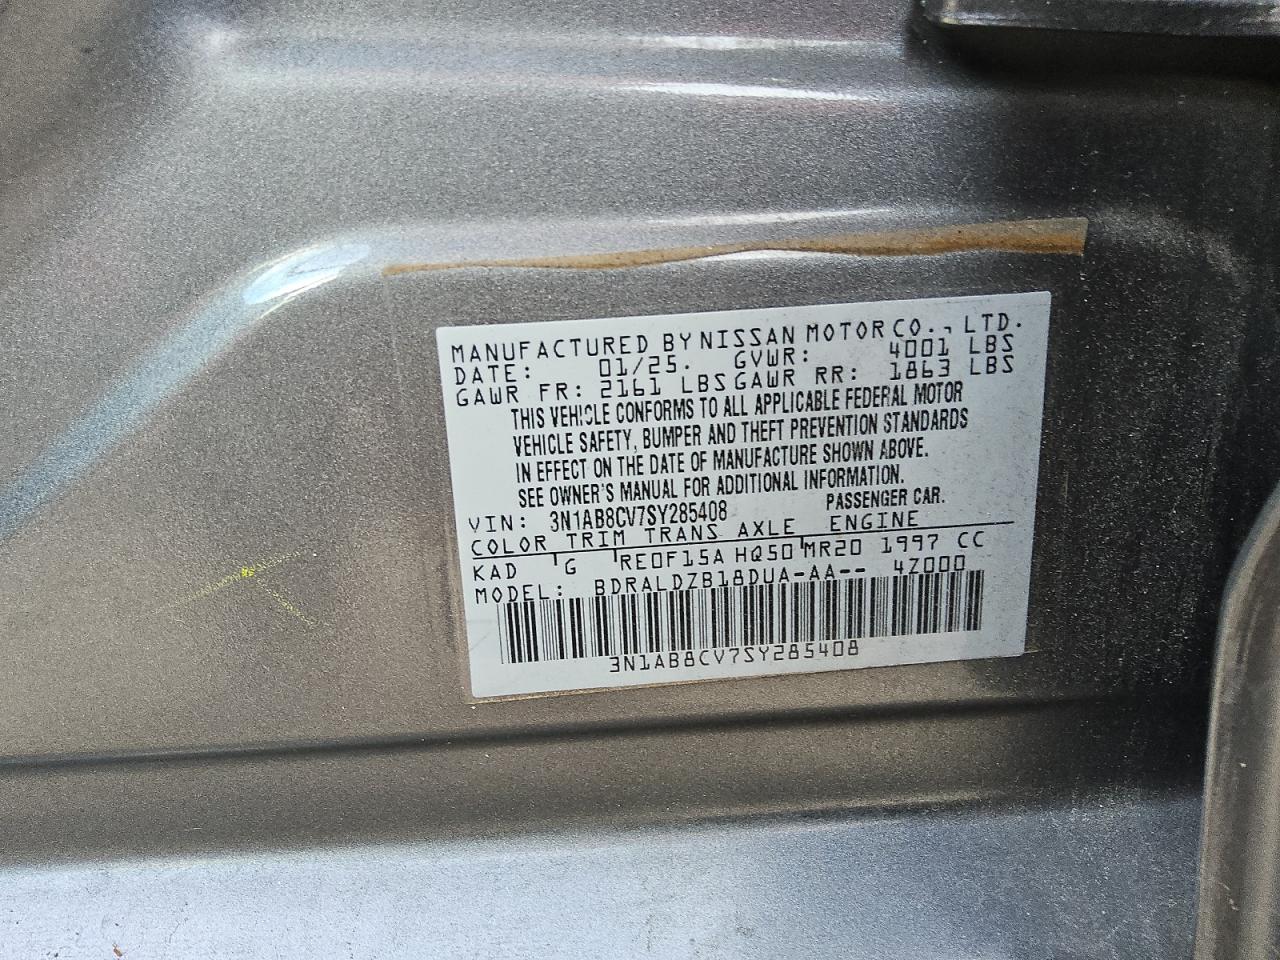 MANUFACTURED BY NISSAN MOTOR CO., LTD.
DATE: 01/25. GVWR: 4001 LBS
GAWR FR: 2161 LBS GAWR RR: 1863 LBS
THIS VEHICLE CONFORMS TO ALL APPLICABLE FEDERAL MOTOR
VEHICLE SAFETY, BUMPER AND THEFT PREVENTION STANDARDS
IN EFFECT ON THE DATE OF MANUFACTURE SHOWN ABOVE.
SEE OWNER'S MANUAL FOR ADDITIONAL INFORMATION.
VIN: 3N1AB8CV7SY285408 PASSENGER CAR.
COLOR TRIM TRANS AXLE ENGINE
KAD G RE0F15A HQ50 MR20 1997 CC
MODEL: BDRALDZB18DUA-AA-- 4Z000
3N1AB8CV7SY285408